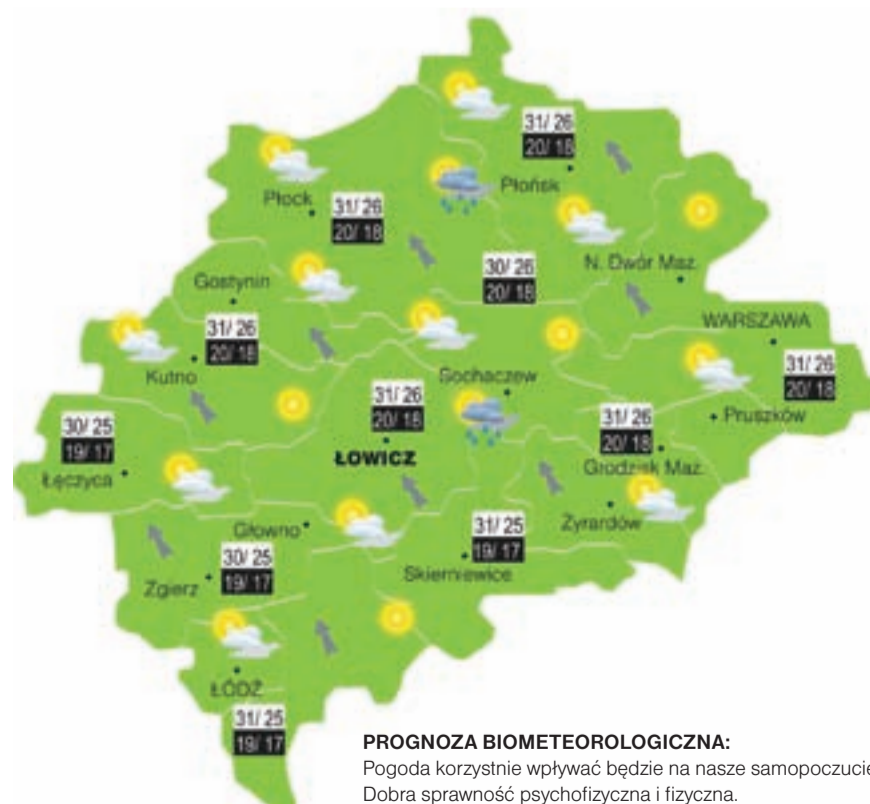 31/ 26
20/ 18
Płońsk
Płock
31/ 26
20/ 18
N. Dwór Maz.
30/ 26
20/ 18
Gostynin
WARSZAWA
31/ 26
20/ 18
Kutno
31/ 26
20/ 18
Sochaczew
31/ 26
20/ 18
Pruszków
30/ 25
19/ 17
Łęczyca
31/ 26
20/ 18
ŁOWICZ
Grodzisk Maz.
Żyrardów
Głowno
31/ 25
19/ 17
Skierniewice
30/ 25
19/ 17
Zgierz
ŁÓDŹ
31/ 25
19/ 17
PROGNOZA BIOMETEOROLOGICZNA:
Pogoda korzystnie wpływać będzie na nasze samopoczucie
Dobra sprawność psychofizyczna i fizyczna.